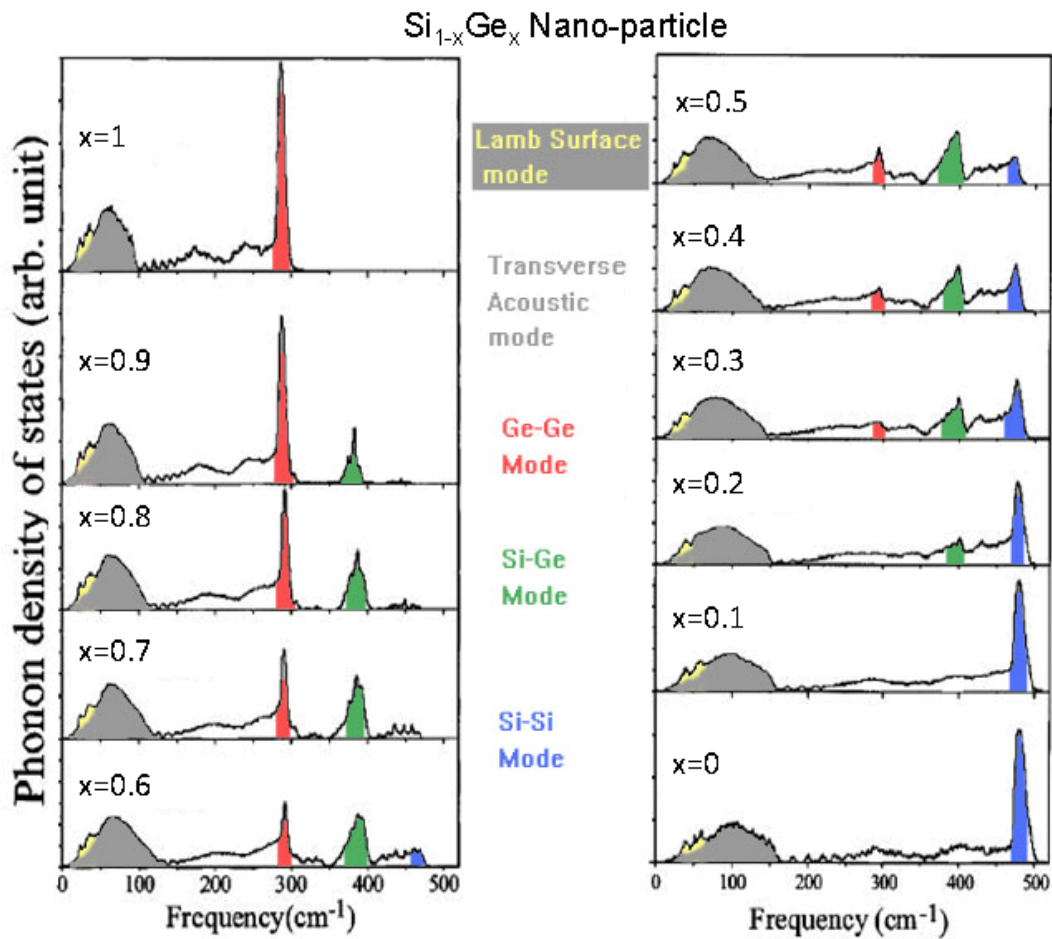 Si1-xGex Nano-particle
Phonon density of states (arb. unit)
x=1
x=0.9
x=0.8
x=0.7
x=0.6
0 100 200 300 400 500
Frequency(cm-1)
Lamb Surface
mode
Transverse
Acoustic
mode
Ge-Ge
Mode
Si-Ge
Mode
Si-Si
Mode
x=0.5
x=0.4
x=0.3
x=0.2
x=0.1
x=0
0 100 200 300 400 500
Frequency (cm-1)